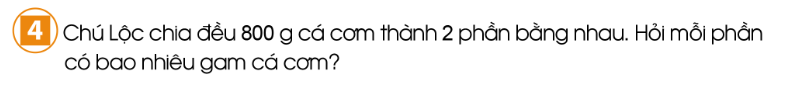 4 Chú Lộc chia đều 800 g cá cơm thành 2 phần bằng nhau. Hỏi mỗi phần
có bao nhiêu gam cá cơm?